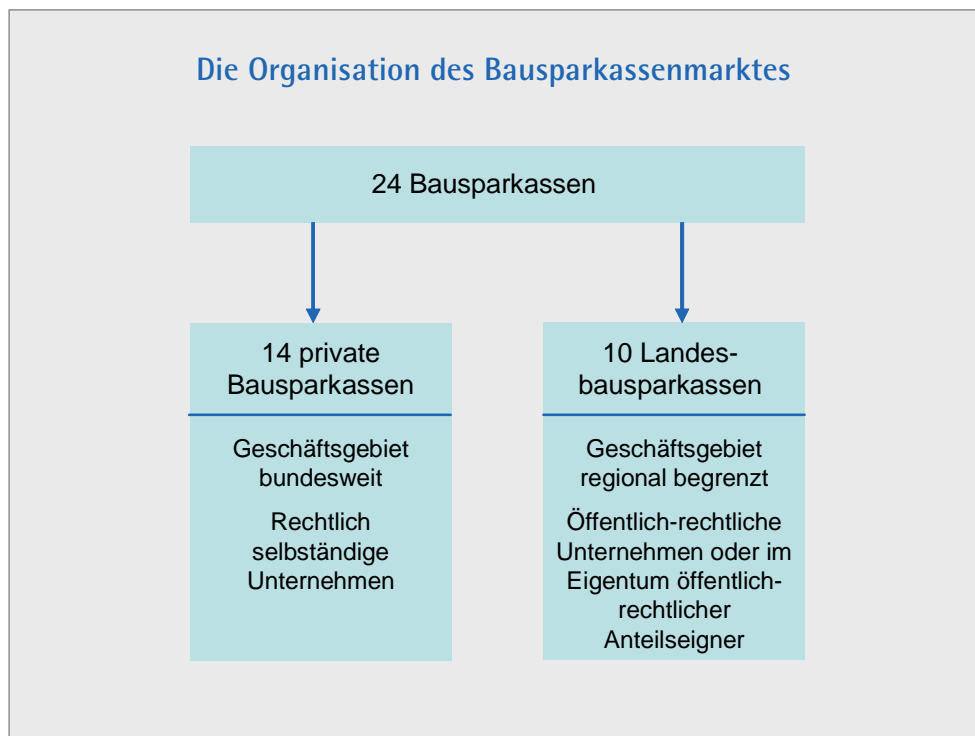 Die Organisation des Bausparkassenmarktes
24 Bausparkassen
14 private
Bausparkassen
Geschäftsgebiet
bundesweit
Rechtlich
selbständige
Unternehmen
10 Landes-
bausparkassen
Geschäftsgebiet
regional begrenzt
Öffentlich-rechtliche
Unternehmen oder im
Eigentum öffentlich-
rechtlicher
Anteilseigner